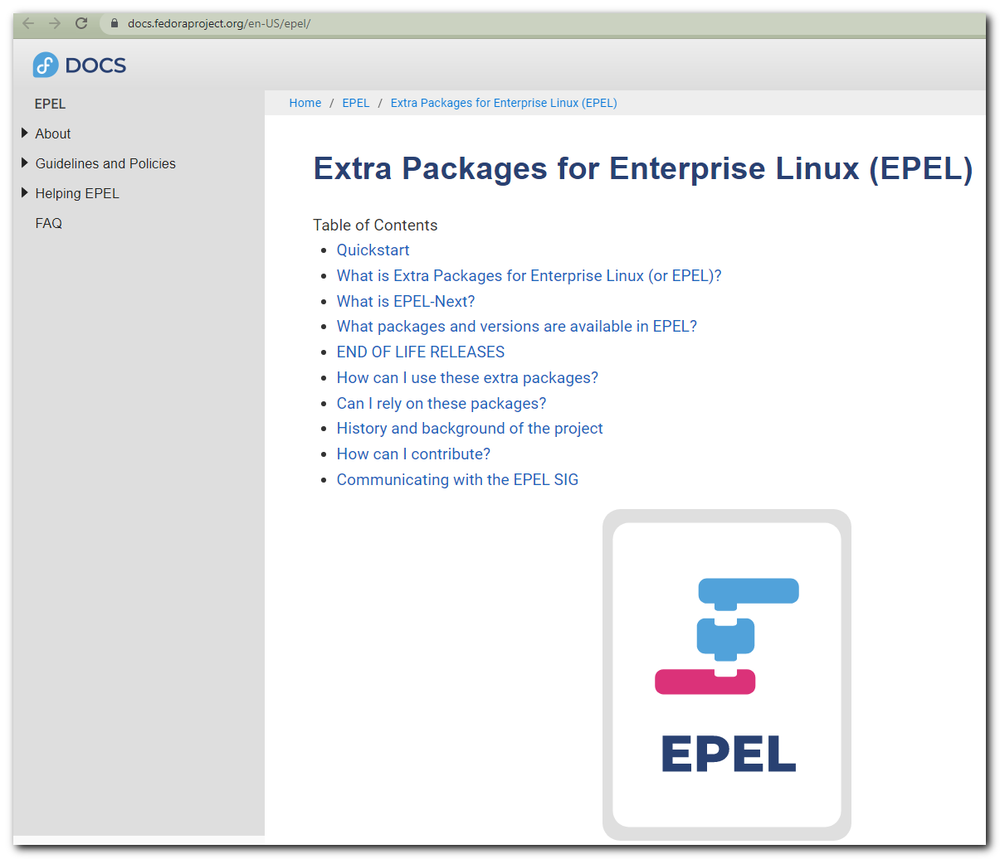 docs.fedoraproject.org/en-US/epel/
DOCS
EPEL
About
Guidelines and Policies
Helping EPEL
FAQ
Home / EPEL / Extra Packages for Enterprise Linux (EPEL)
Extra Packages for Enterprise Linux (EPEL)
Table of Contents
Quickstart
What is Extra Packages for Enterprise Linux (or EPEL)?
What is EPEL-Next?
What packages and versions are available in EPEL?
END OF LIFE RELEASES
How can I use these extra packages?
Can I rely on these packages?
History and background of the project
How can I contribute?
Communicating with the EPEL SIG
EPEL